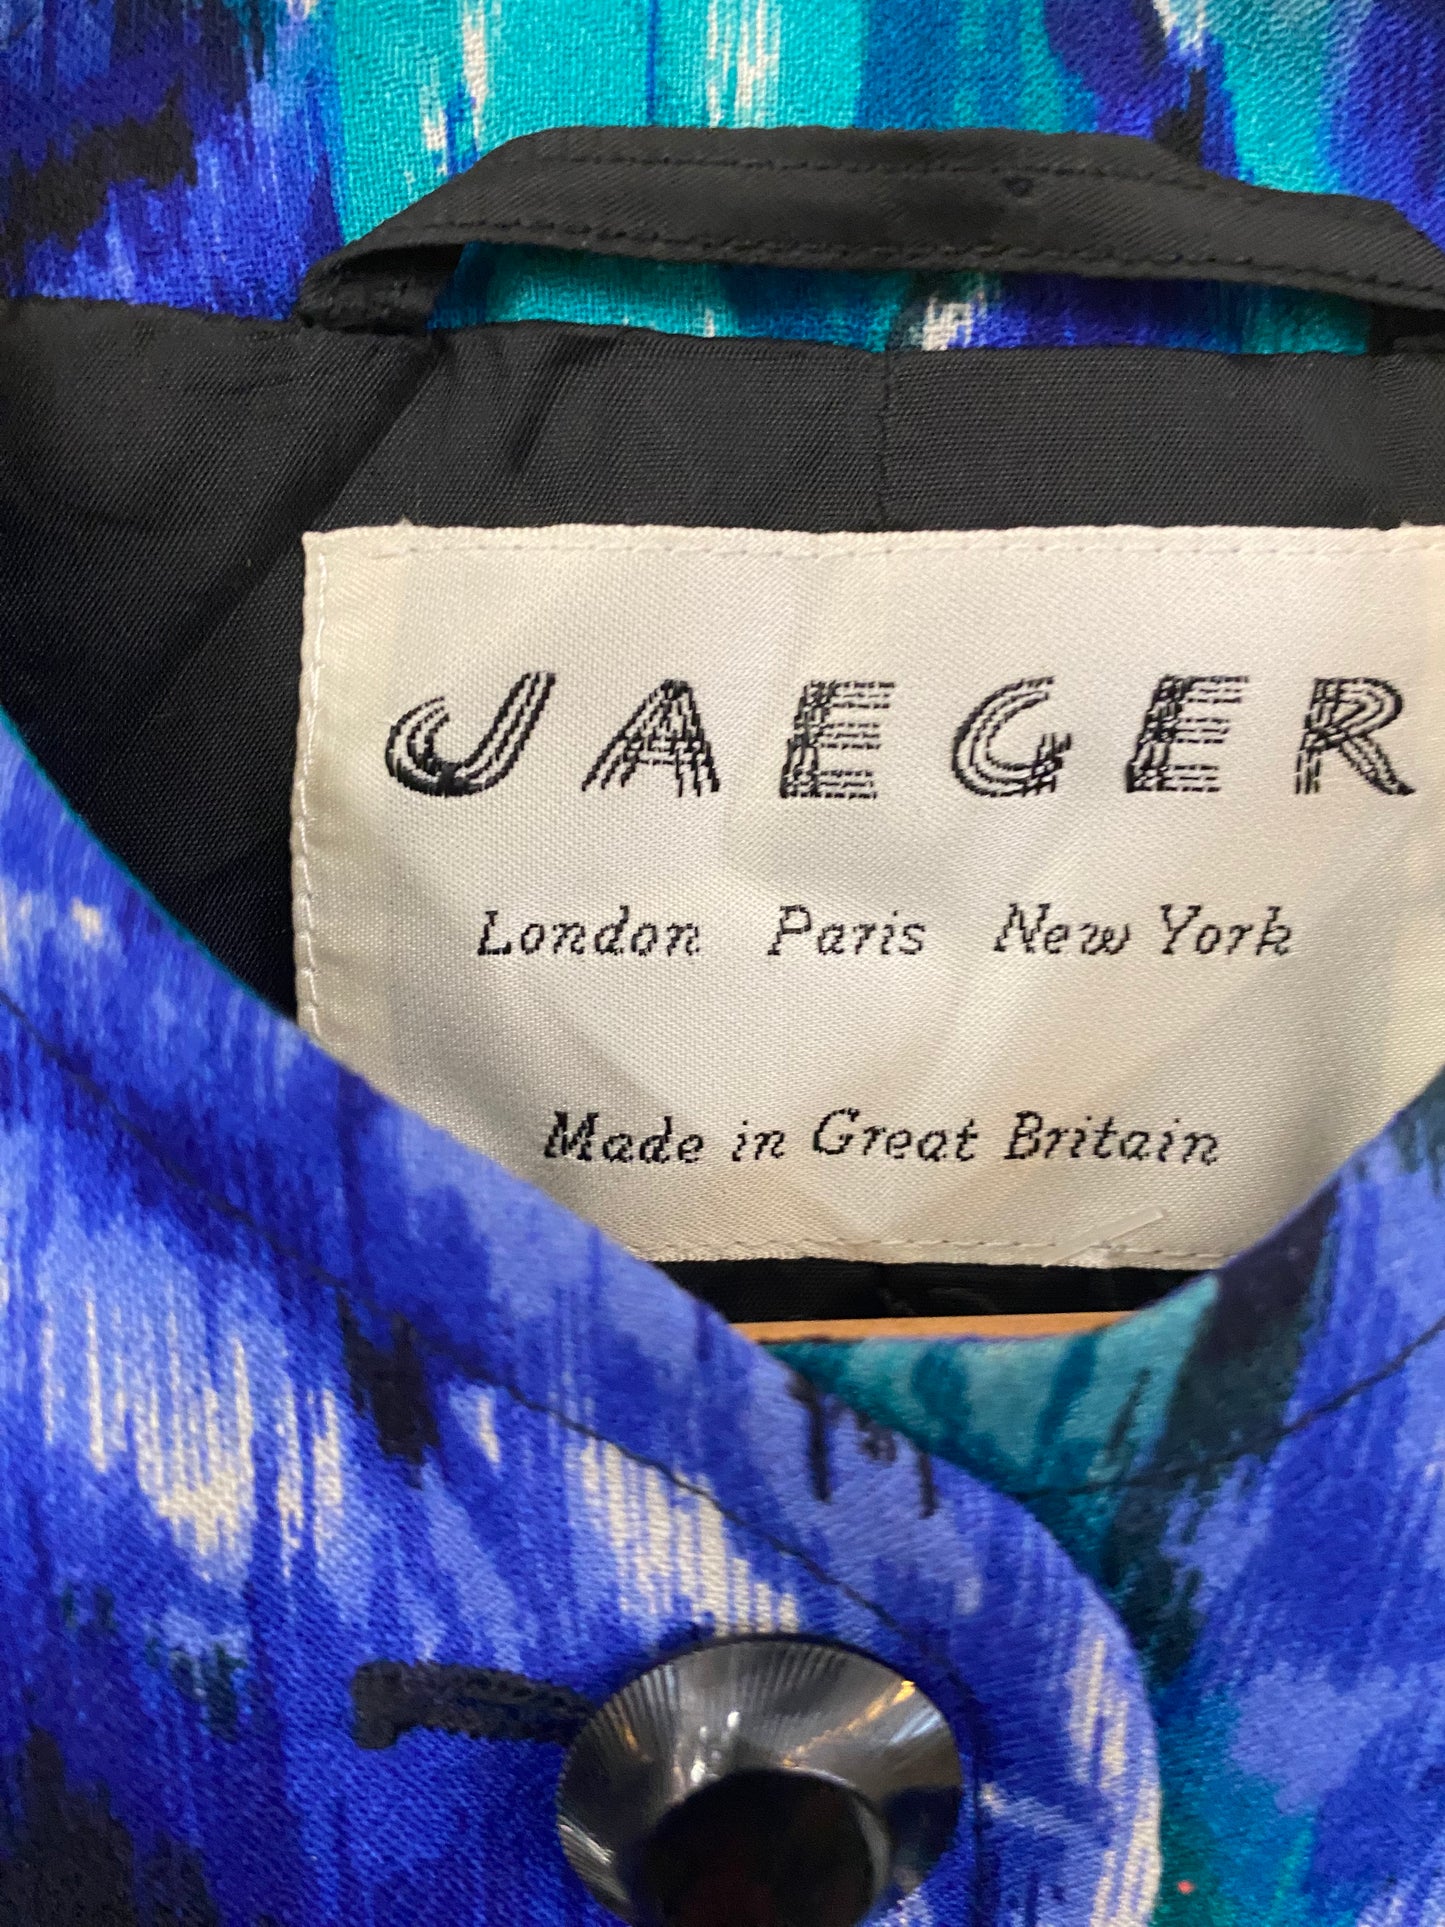 JAEGER
London Paris New York
Made in Great Britain